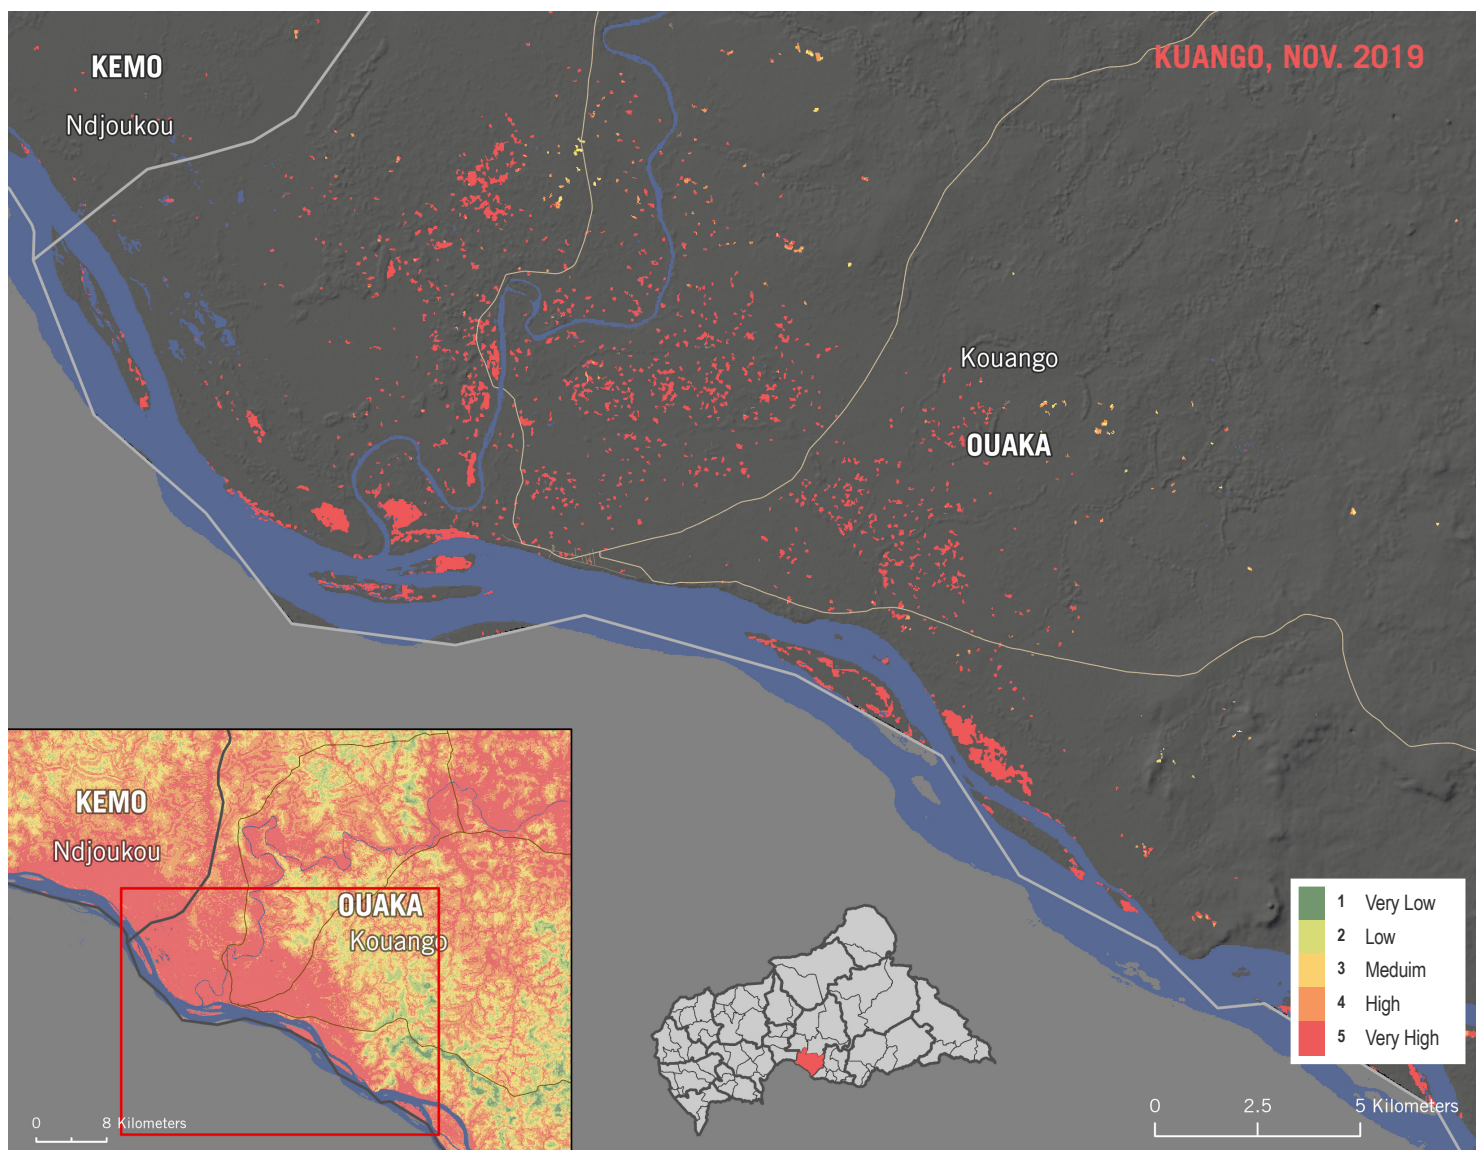 KUANGO, NOV. 2019
KEMO
Ndjoukou
Kouango
OUAKA
KEMO
Ndjoukou
OUAKA
Kouango
0 8 Kilometers
1 Very Low
2 Low
3 Meduim
4 High
5 Very High
0 2.5 5 Kilometers